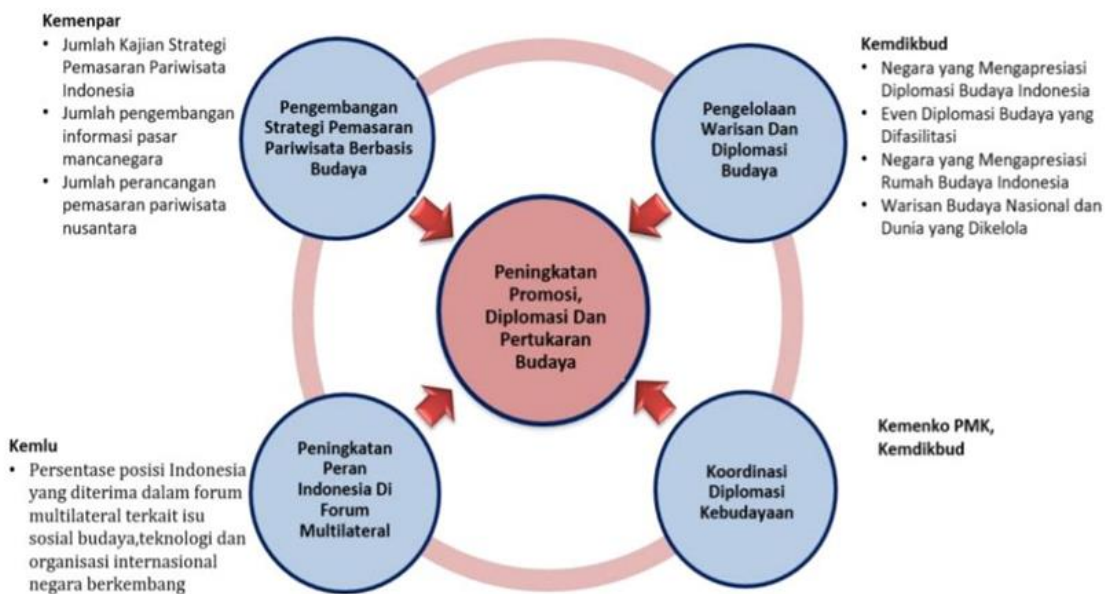 Kemenpar
• Jumlah Kajian Strategi
Pemasaran Pariwisata
Indonesia
• Jumlah pengembangan
informasi pasar
mancanegara
• Jumlah perancangan
pemasaran pariwisata
nusantara
Pengembangan
Strategi Pemasaran
Pariwisata Berbasis
Budaya
Pengelolaan
Warisan Dan
Diplomasi
Budaya
Kemdikbud
• Negara yang Mengapresiasi
Diplomasi Budaya Indonesia
• Even Diplomasi Budaya yang
Difasilitasi
• Negara yang Mengapresiasi
Rumah Budaya Indonesia
• Warisan Budaya Nasional dan
Dunia yang Dikelola
Peningkatan
Promosi,
Diplomasi Dan
Pertukaran
Budaya
Kemlu
• Persentase posisi Indonesia
yang diterima dalam forum
multilateral terkait isu
sosial budaya,teknologi dan
organisasi internasional
negara berkembang
Peningkatan
Peran
Indonesia Di
Forum
Multilateral
Koordinasi
Diplomasi
Kebudayaan
Kemenko PMK,
Kemdikbud